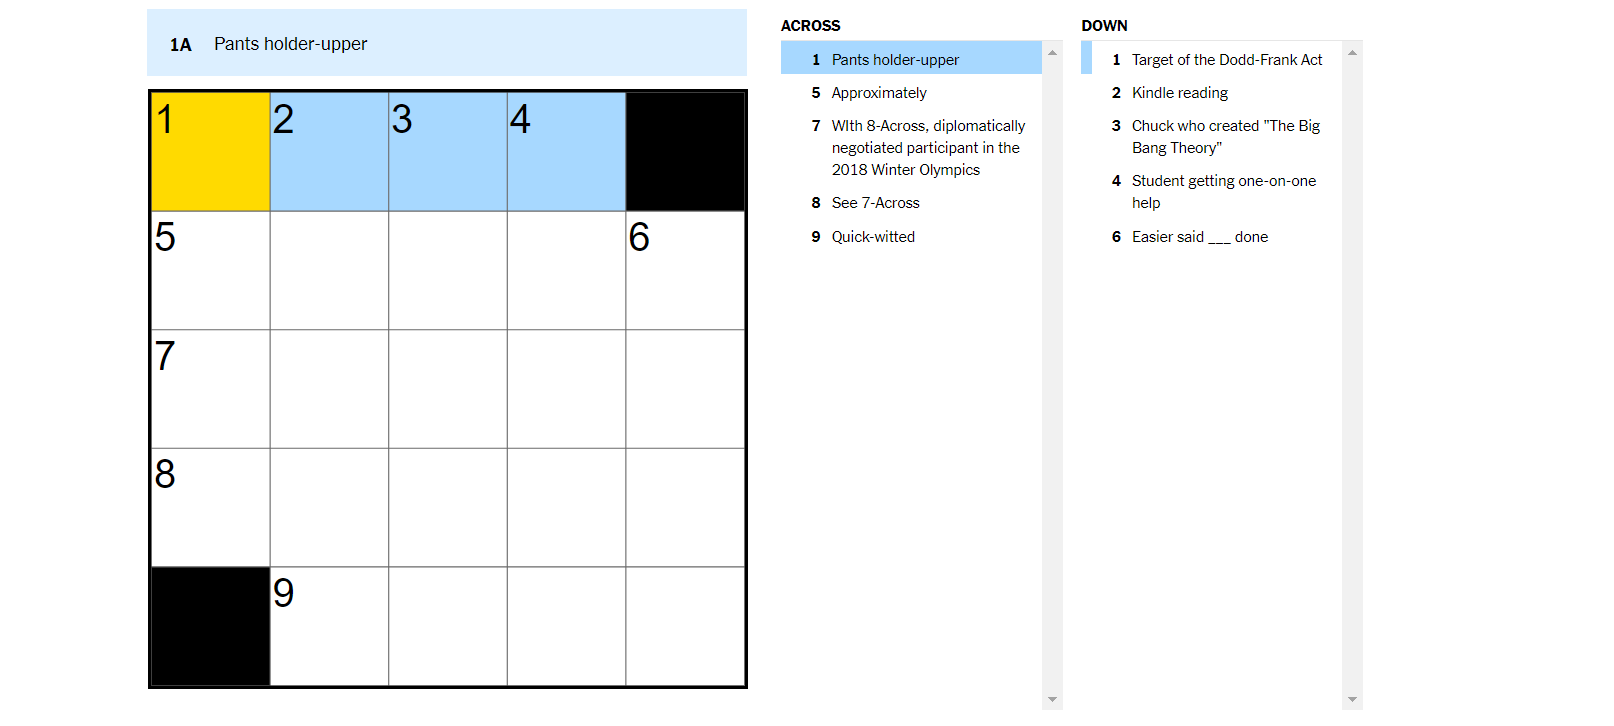 1A Pants holder-upper
1 2 3 4
5 6
7
8
9
ACROSS
1 Pants holder-upper
5 Approximately
7 WIth 8-Across, diplomatically
negotiated participant in the
2018 Winter Olympics
8 See 7-Across
9 Quick-witted
DOWN
1 Target of the Dodd-Frank Act
2 Kindle reading
3 Chuck who created "The Big
Bang Theory"
4 Student getting one-on-one
help
6 Easier said ___ done